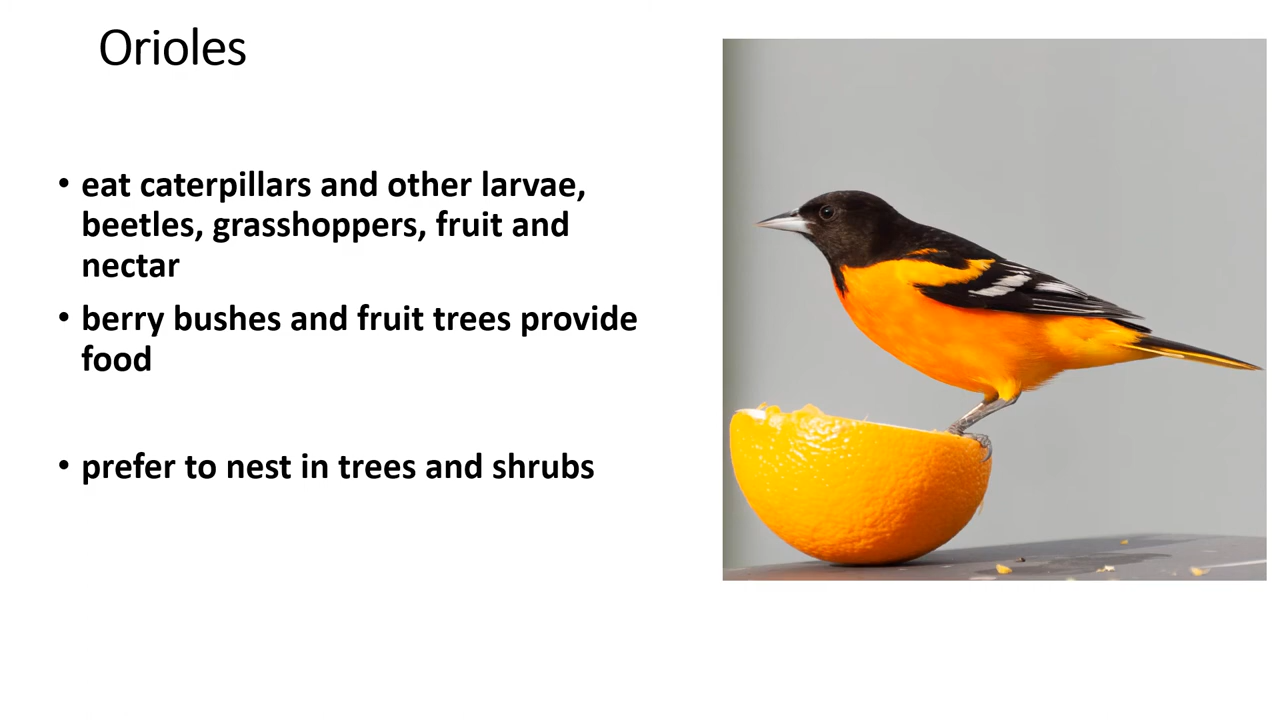 Orioles
• eat caterpillars and other larvae,
beetles, grasshoppers, fruit and
nectar
• berry bushes and fruit trees provide
food
• prefer to nest in trees and shrubs